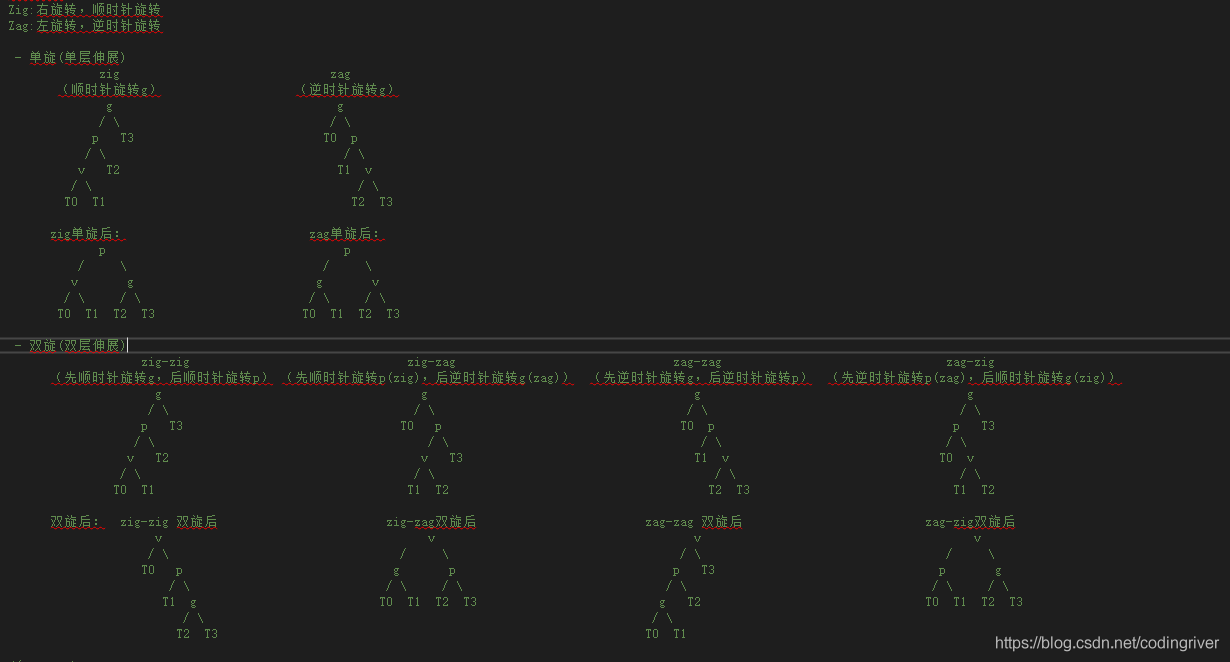 Zig:右旋转，顺时针旋转
Zag:左旋转，逆时针旋转
- 单旋(单层伸展)
zig zag
(顺时针旋转g) (逆时针旋转g)
g g
/ \ / \
p T3 T0 p
/ \ / \
v T2 T1 v
/ \ / \
T0 T1 T2 T3
zig单旋后： zag单旋后：
p p
/ \ / \
v g g v
/ \ / \ / \ / \
T0 T1 T2 T3 T0 T1 T2 T3
- 双旋(双层伸展)
zig-zig zig-zag zag-zag zag-zig
(先顺时针旋转g，后顺时针旋转p) (先顺时针旋转p(zig)，后逆时针旋转g(zag)) (先逆时针旋转g，后逆时针旋转p) (先逆时针旋转p(zag)，后顺时针旋转g(zig))
g g g g
/ \ / \ / \ / \
p T3 T0 p T0 p p T3
/ \ / \ / \ / \
v T2 v T3 T1 v T0 v
/ \ / \ / \ / \
T0 T1 T1 T2 T2 T3 T1 T2
双旋后： zig-zig 双旋后 zig-zag双旋后 zag-zag 双旋后 zag-zig双旋后
v v v v
/ \ / \ / \ / \
T0 p g p p T3 p g
/ \ / \ / \ / \ / \ / \
T1 g T0 T1 T2 T3 g T2 T0 T1 T2 T3
/ \ / \
T2 T3 T0 T1
https://blog.csdn.net/codingriver